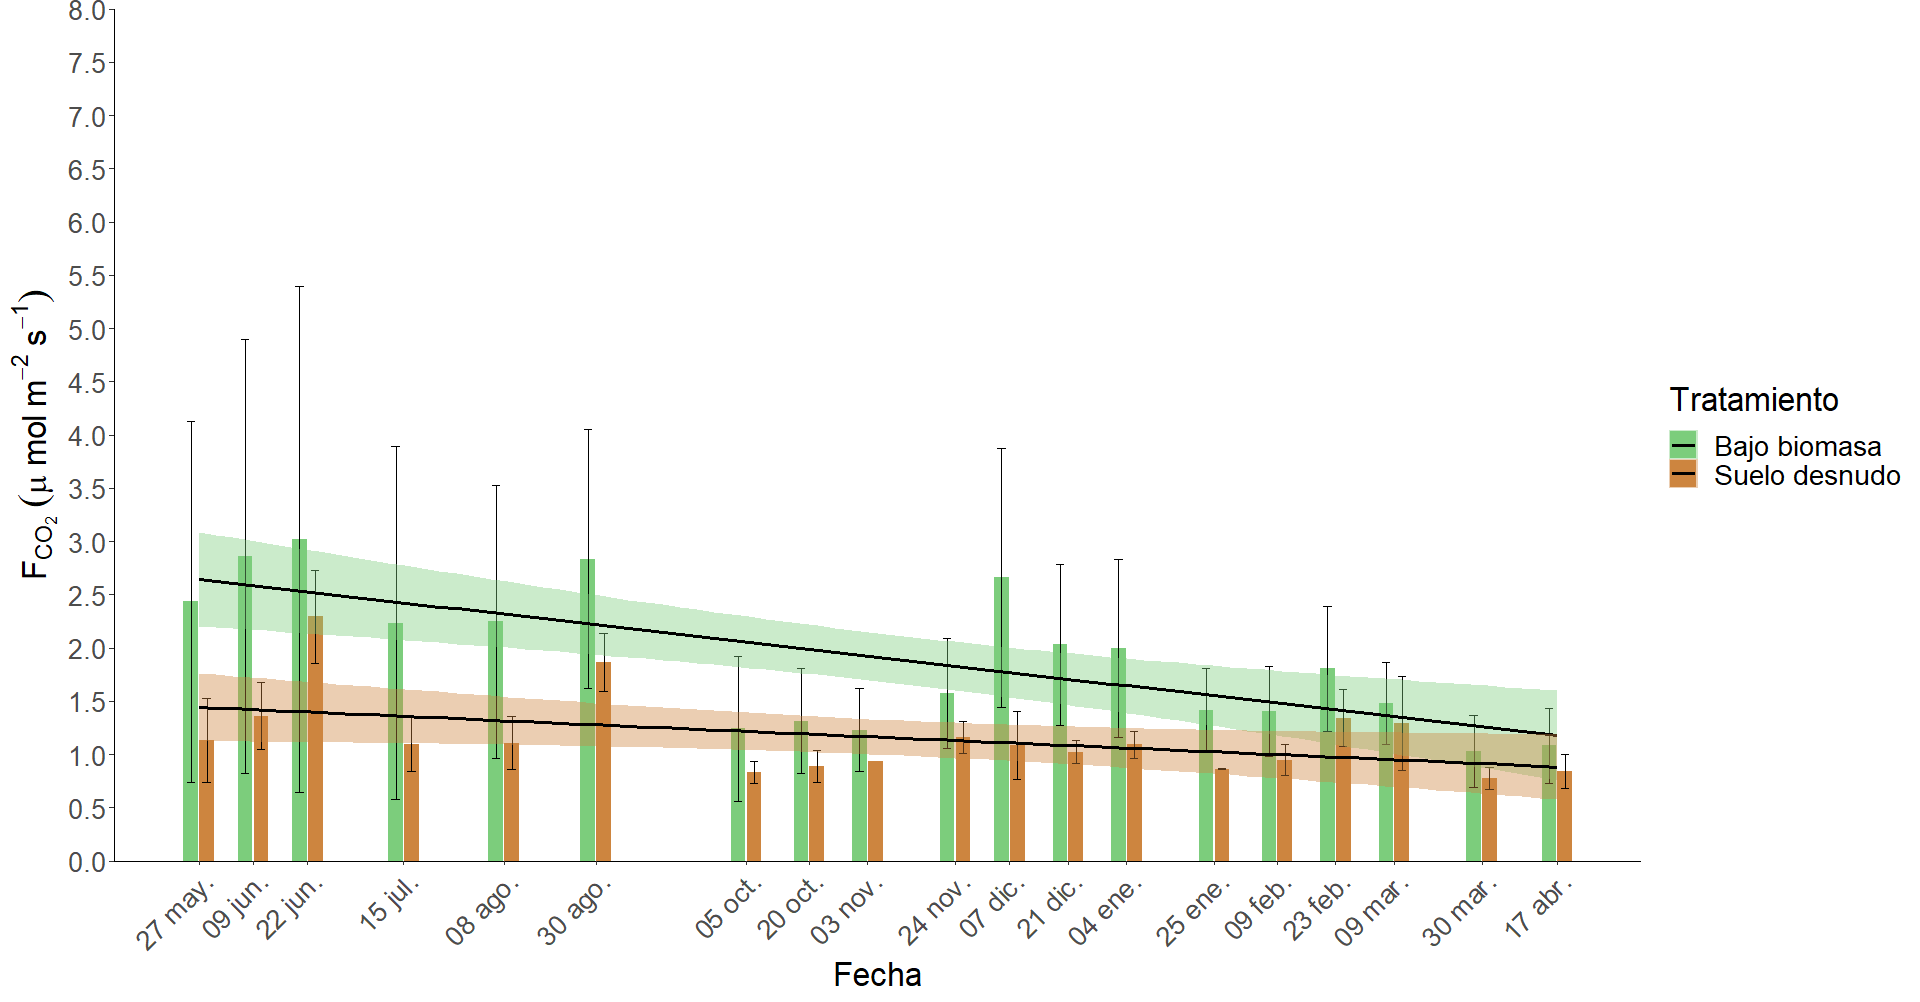 8.0
7.5
7.0
6.5
6.0
5.5
5.0
4.5
4.0
3.5
3.0
2.5
2.0
1.5
1.0
0.5
0.0
F_CO₂ (μ mol m⁻² s⁻¹)
27 may.
09 jun.
22 jun.
15 jul.
08 ago.
30 ago.
05 oct.
20 oct.
03 nov.
24 nov.
07 dic.
21 dic.
04 ene.
25 ene.
09 feb.
23 feb.
09 mar.
30 mar.
17 abr.
Fecha
Tratamiento
Bajo biomasa
Suelo desnudo